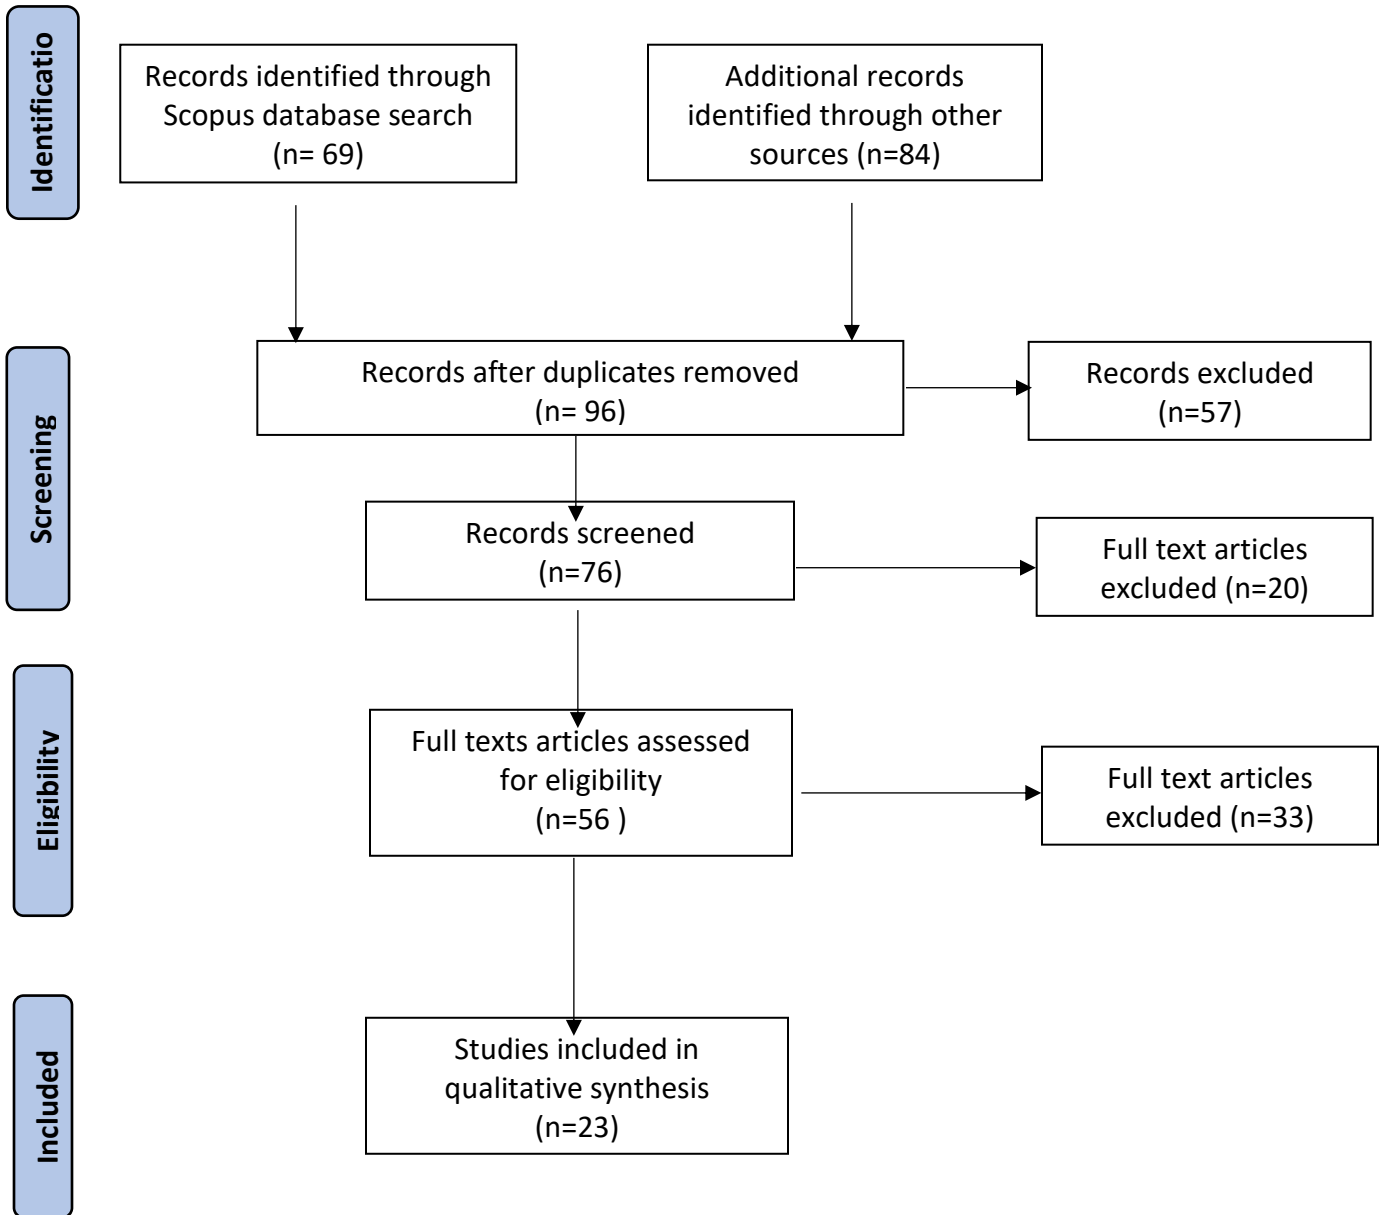 Identificatio
Records identified through
Scopus database search
(n= 69)
Additional records
identified through other
sources (n=84)
Screening
Records after duplicates removed
(n= 96)
Records excluded
(n=57)
Records screened
(n=76)
Full text articles
excluded (n=20)
Eligibility
Full texts articles assessed
for eligibility
(n=56 )
Full text articles
excluded (n=33)
Included
Studies included in
qualitative synthesis
(n=23)